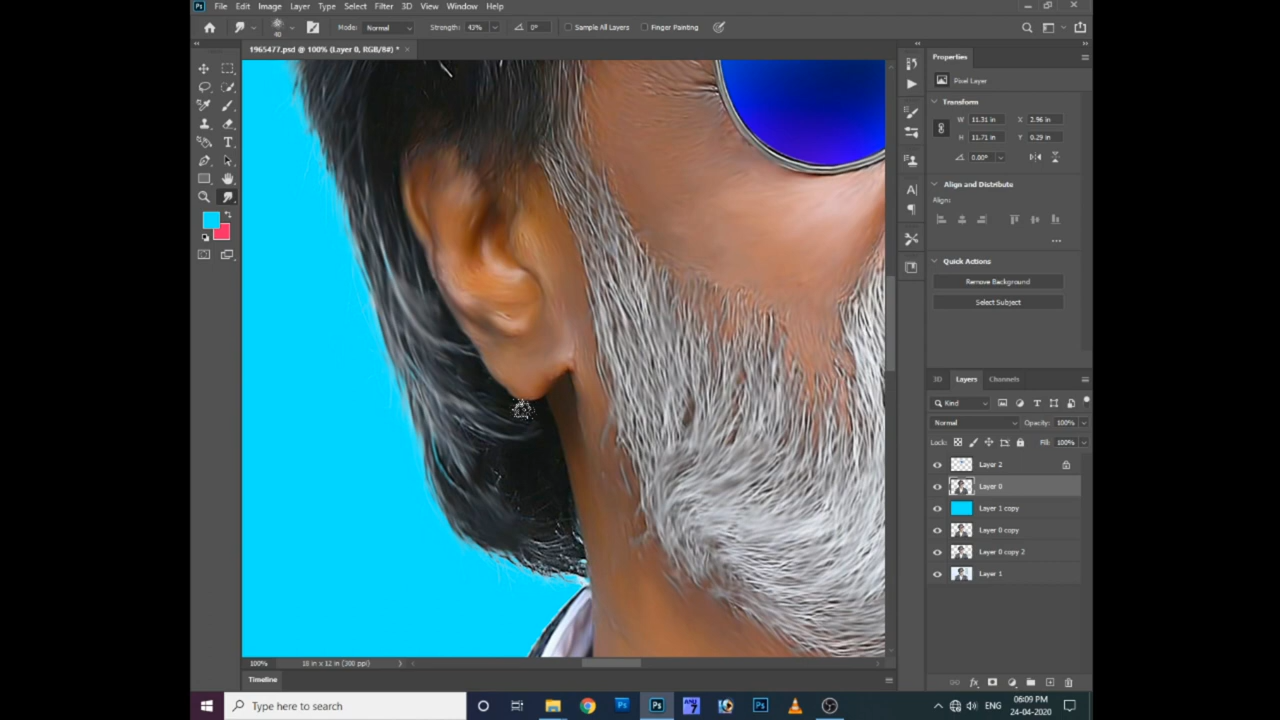 File Edit Image Layer Type Select Filter 3D View Window Help
40 Mode: Normal Strength: 43% 0° Sample All Layers Finger Painting
1965477.psd @ 100% (Layer 0, RGB/8#) * ×
Properties
Pixel Layer
Transform
W 11.31 in X 2.96 in
H 11.71 in Y 0.29 in
0.00°
Align and Distribute
Align:
Quick Actions
Remove Background
Select Subject
3D Layers Channels
Kind
Normal Opacity: 100%
Lock: Fill: 100%
Layer 2
Layer 0
Layer 1 copy
Layer 0 copy
Layer 0 copy 2
Layer 1
100% 18 in x 12 in (300 ppi)
Timeline
Type here to search
ENG
06:09 PM
24-04-2020